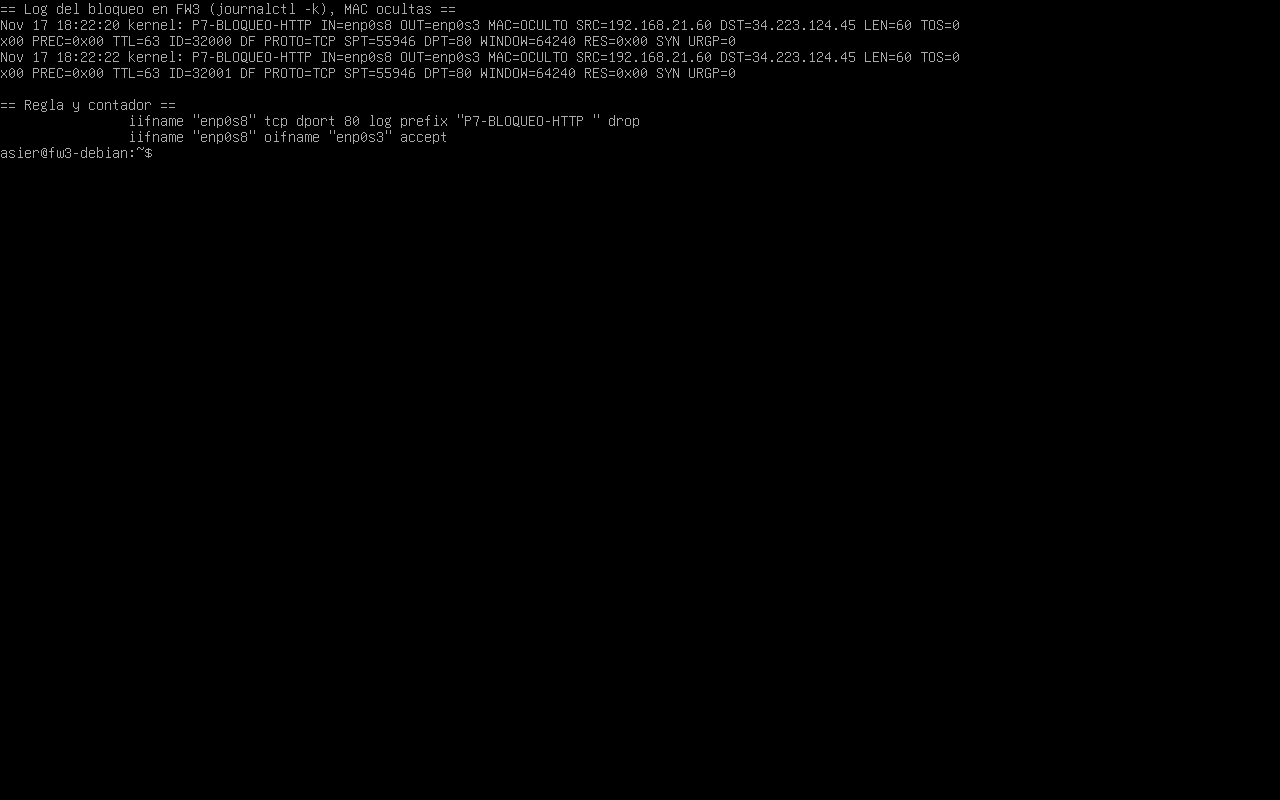 == Log del bloqueo en FW3 (journalctl -k), MAC ocultas ==
Nov 17 18:22:20 kernel: P7-BLOQUEO-HTTP IN=enp0s8 OUT=enp0s3 MAC=OCULTO SRC=192.168.21.60 DST=34.223.124.45 LEN=60 TOS=0
x00 PREC=0x00 TTL=63 ID=32000 DF PROTO=TCP SPT=55946 DPT=80 WINDOW=64240 RES=0x00 SYN URGP=0
Nov 17 18:22:22 kernel: P7-BLOQUEO-HTTP IN=enp0s8 OUT=enp0s3 MAC=OCULTO SRC=192.168.21.60 DST=34.223.124.45 LEN=60 TOS=0
x00 PREC=0x00 TTL=63 ID=32001 DF PROTO=TCP SPT=55946 DPT=80 WINDOW=64240 RES=0x00 SYN URGP=0
== Regla y contador ==
iifname "enp0s8" tcp dport 80 log prefix "P7-BLOQUEO-HTTP " drop
iifname "enp0s8" oifname "enp0s3" accept
asier@fw3-debian:~$